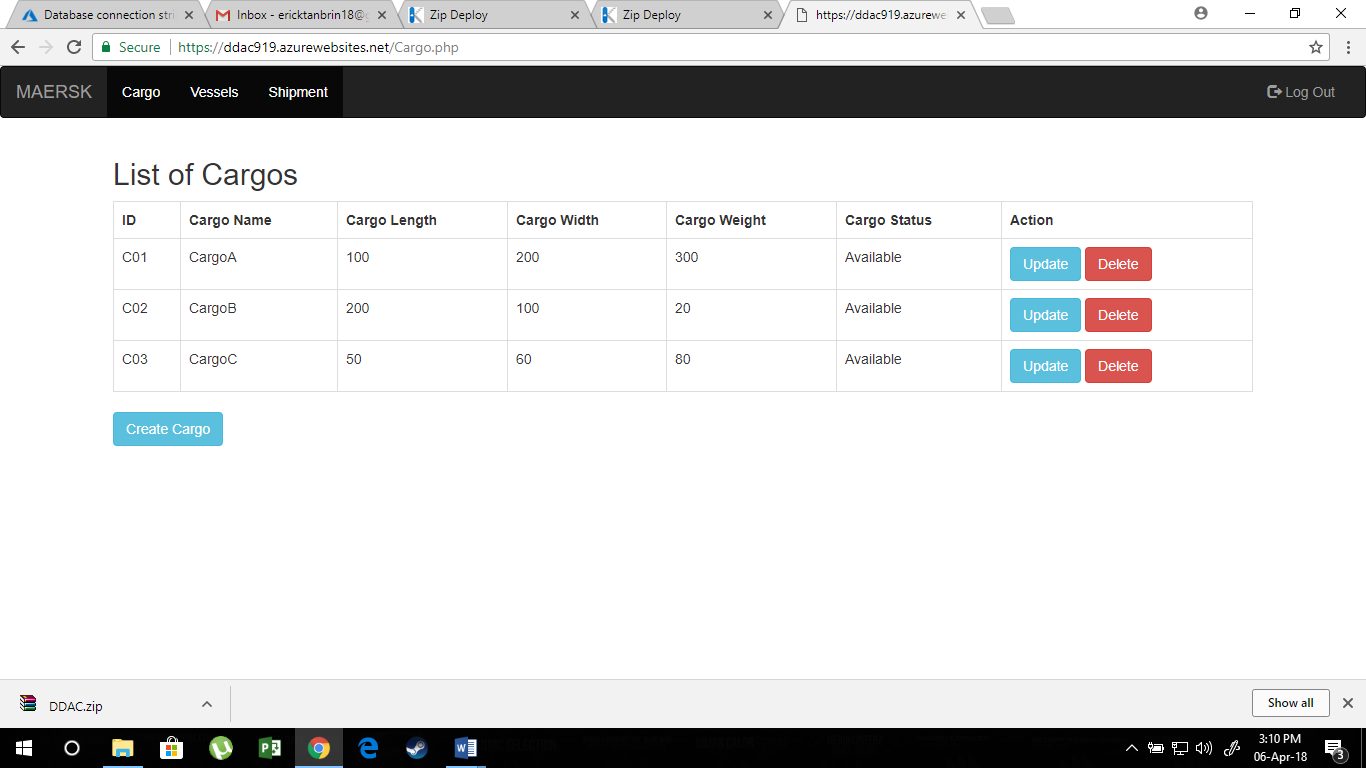 Database connection stri
Inbox - ericktanbrin18@g
Zip Deploy
Zip Deploy
https://ddac919.azurewe
Secure https://ddac919.azurewebsites.net/Cargo.php
MAERSK Cargo Vessels Shipment Log Out
List of Cargos
ID Cargo Name Cargo Length Cargo Width Cargo Weight Cargo Status Action
C01 CargoA 100 200 300 Available Update Delete
C02 CargoB 200 100 20 Available Update Delete
C03 CargoC 50 60 80 Available Update Delete
Create Cargo
DDAC.zip Show all
3:10 PM
06-Apr-18
3